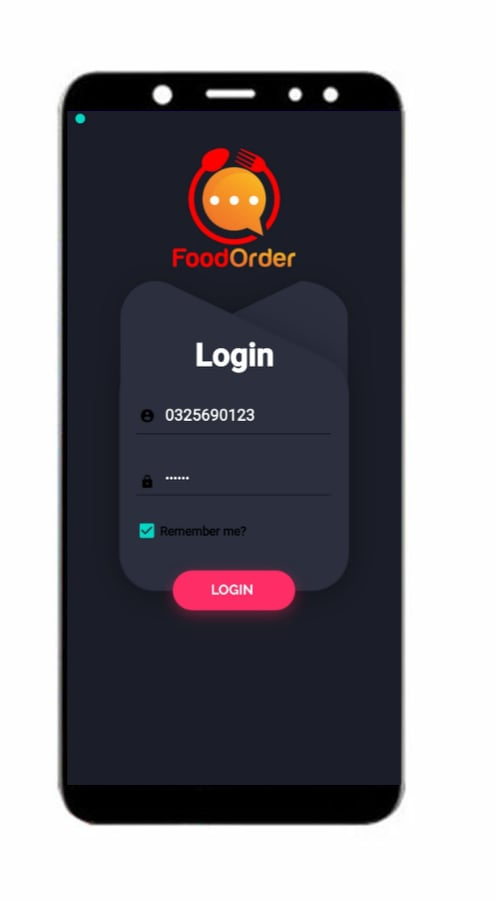 FoodOrder
Login
0325690123
••••••
Remember me?
LOGIN